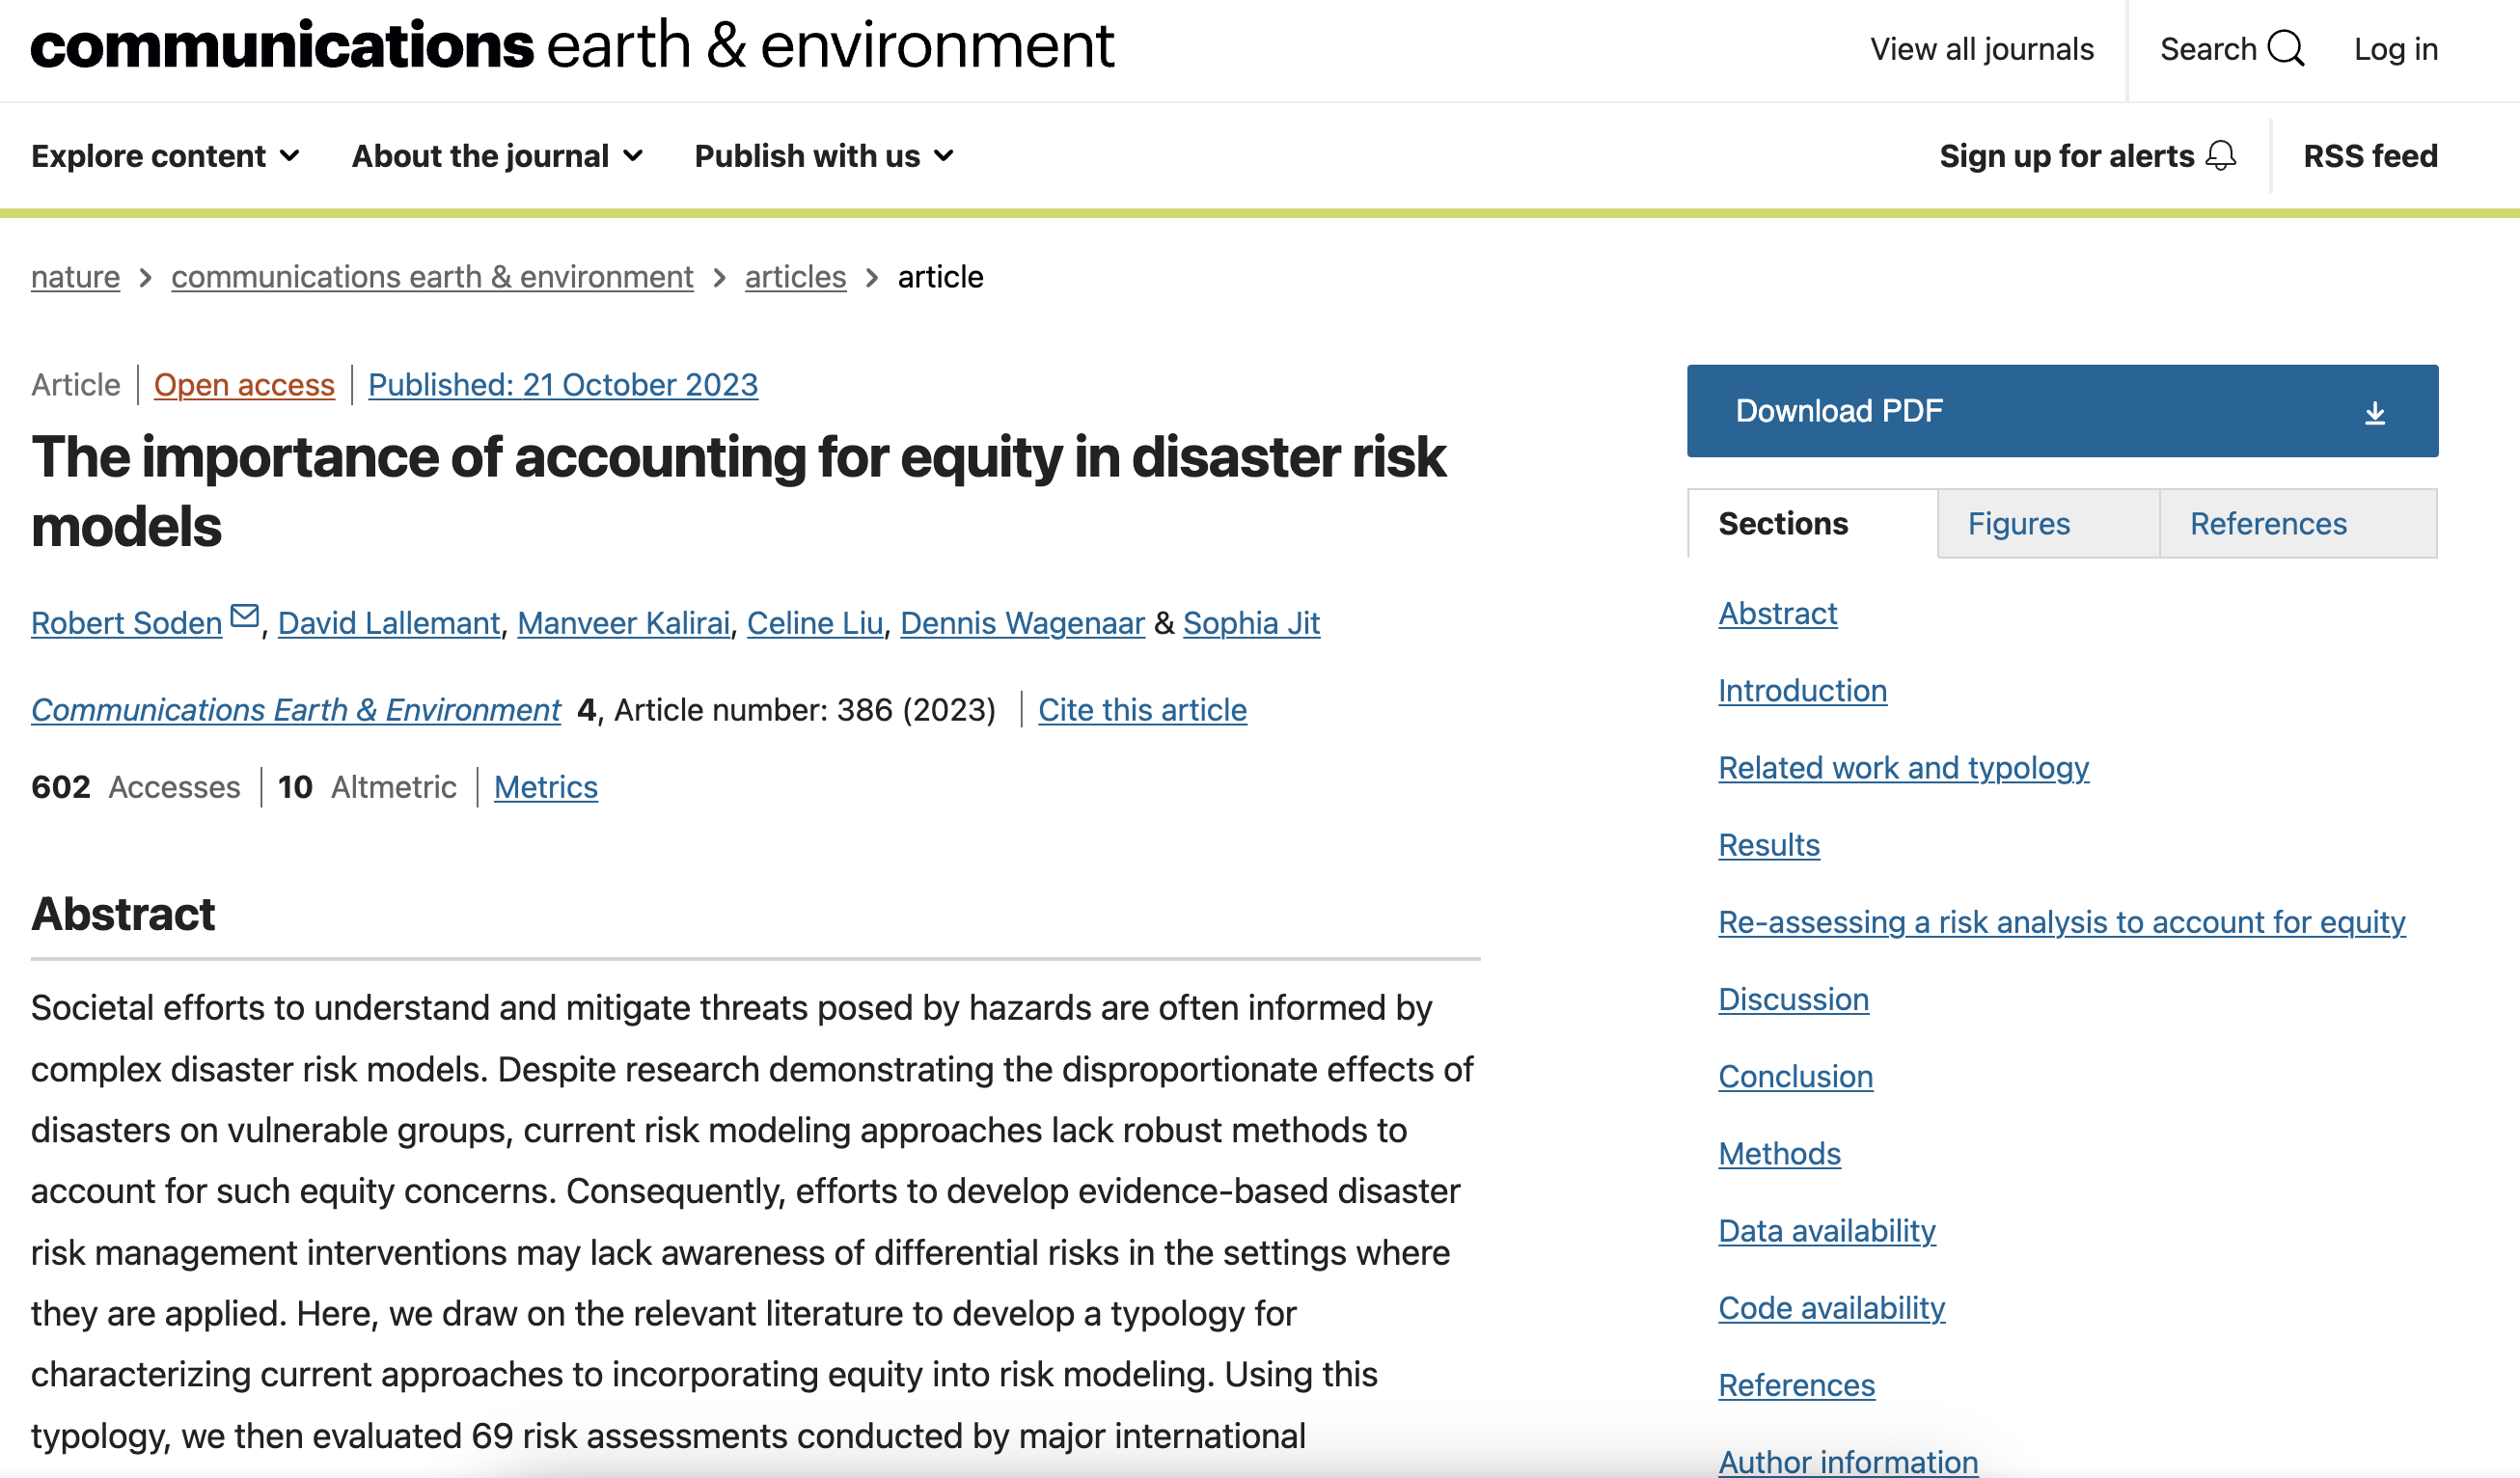 communications earth & environment
View all journals
Search
Log in
Explore content
About the journal
Publish with us
Sign up for alerts
RSS feed
nature > communications earth & environment > articles > article
Article | Open access | Published: 21 October 2023
The importance of accounting for equity in disaster risk
models
Robert Soden, David Lallemant, Manveer Kalirai, Celine Liu, Dennis Wagenaar & Sophia Jit
Communications Earth & Environment 4, Article number: 386 (2023) | Cite this article
602 Accesses | 10 Altmetric | Metrics
Abstract
Societal efforts to understand and mitigate threats posed by hazards are often informed by
complex disaster risk models. Despite research demonstrating the disproportionate effects of
disasters on vulnerable groups, current risk modeling approaches lack robust methods to
account for such equity concerns. Consequently, efforts to develop evidence-based disaster
risk management interventions may lack awareness of differential risks in the settings where
they are applied. Here, we draw on the relevant literature to develop a typology for
characterizing current approaches to incorporating equity into risk modeling. Using this
typology, we then evaluated 69 risk assessments conducted by major international
Download PDF
Sections
Figures
References
Abstract
Introduction
Related work and typology
Results
Re-assessing a risk analysis to account for equity
Discussion
Conclusion
Methods
Data availability
Code availability
References
Author information